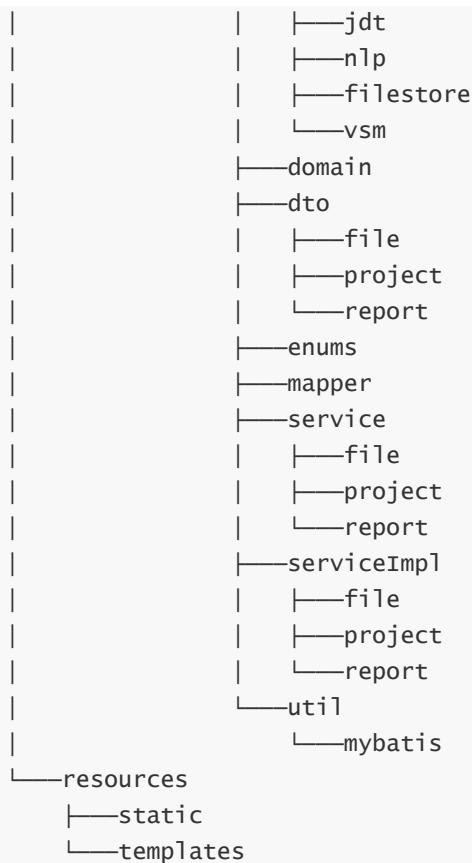 │               │   ├───jdt
│               │   ├───nlp
│               │   ├───filestore
│               │   └───vsm
│               ├───domain
│               ├───dto
│               │   ├───file
│               │   ├───project
│               │   └───report
│               ├───enums
│               ├───mapper
│               ├───service
│               │   ├───file
│               │   ├───project
│               │   └───report
│               ├───serviceImpl
│               │   ├───file
│               │   ├───project
│               │   └───report
│               └───util
│                   └───mybatis
└───resources
    ├───static
    └───templates